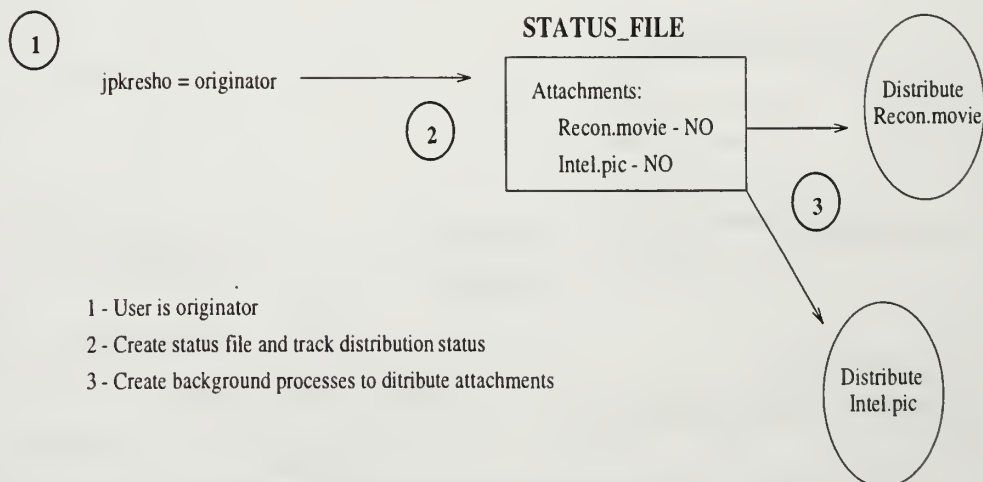 1
STATUS_FILE
jpkresho = originator
2
Attachments:
Recon.movie - NO
Intel.pic - NO
Distribute
Recon.movie
3
1 - User is originator
2 - Create status file and track distribution status
3 - Create background processes to ditribute attachments
Distribute
Intel.pic